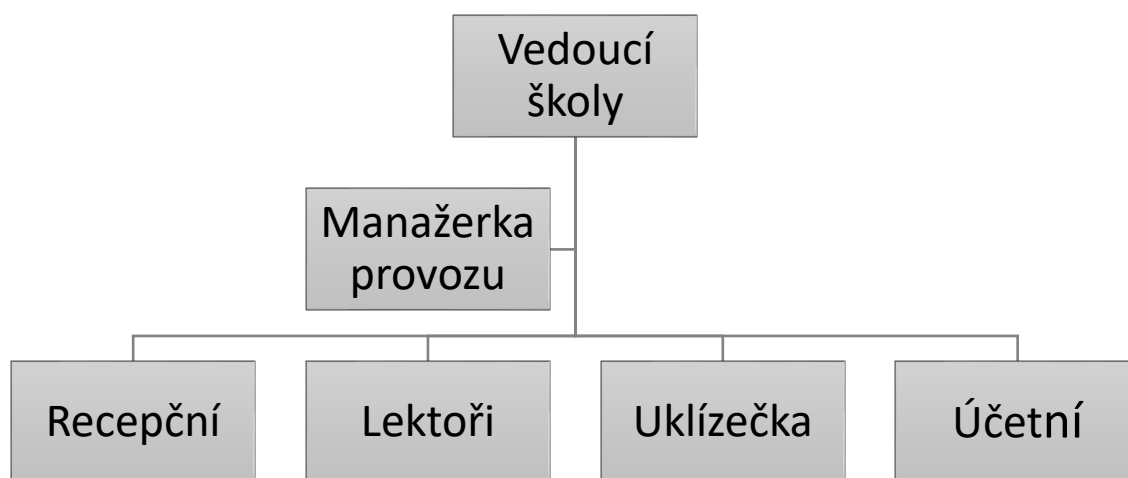 Vedoucí
školy
Manažerka
provozu
Recepční
Lektoři
Uklízečka
Účetní